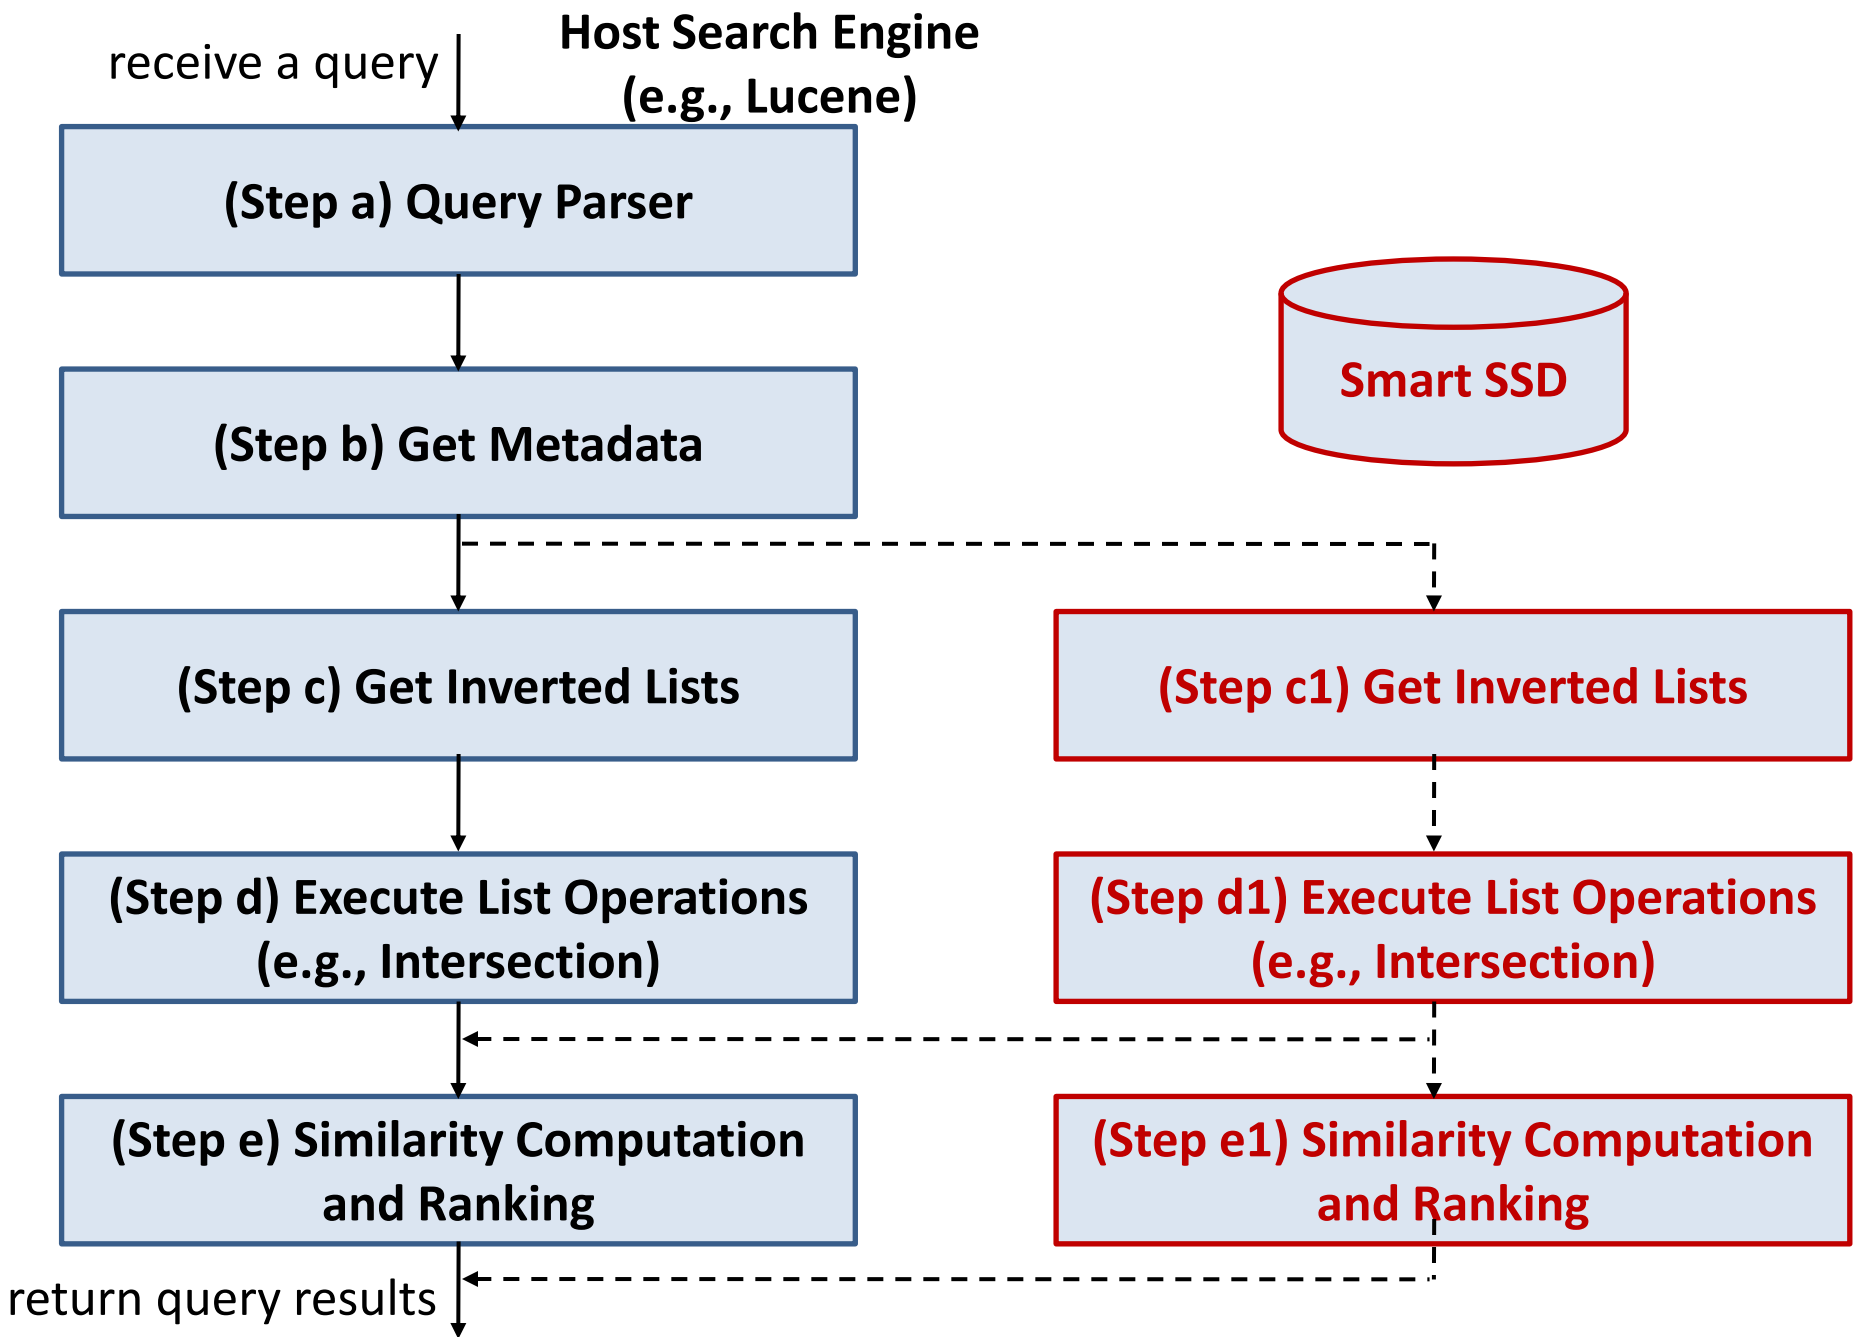 receive a query
Host Search Engine
(e.g., Lucene)
(Step a) Query Parser
Smart SSD
(Step b) Get Metadata
(Step c) Get Inverted Lists
(Step c1) Get Inverted Lists
(Step d) Execute List Operations
(e.g., Intersection)
(Step d1) Execute List Operations
(e.g., Intersection)
(Step e) Similarity Computation
and Ranking
(Step e1) Similarity Computation
and Ranking
return query results